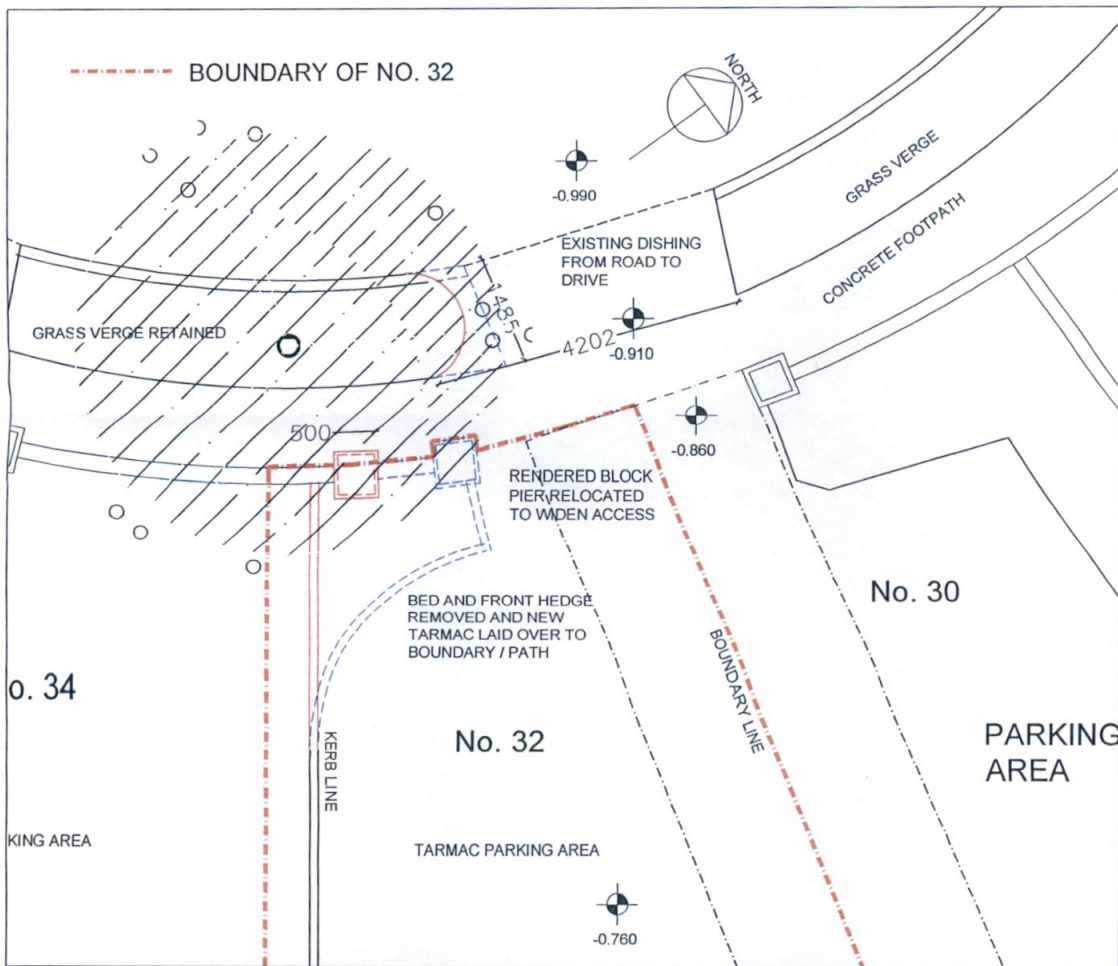 BOUNDARY OF NO. 32
NORTH
-0.990
GRASS VERGE
EXISTING DISHING
FROM ROAD TO
DRIVE
CONCRETE FOOTPATH
1485
GRASS VERGE RETAINED
4202
-0.910
500
-0.860
RENDERED BLOCK
PIER RELOCATED
TO WIDEN ACCESS
No. 30
BED AND FRONT HEDGE
REMOVED AND NEW
TARMAC LAID OVER TO
BOUNDARY / PATH
BOUNDARY LINE
o. 34
No. 32
KERB LINE
PARKING
AREA
KING AREA
TARMAC PARKING AREA
-0.760